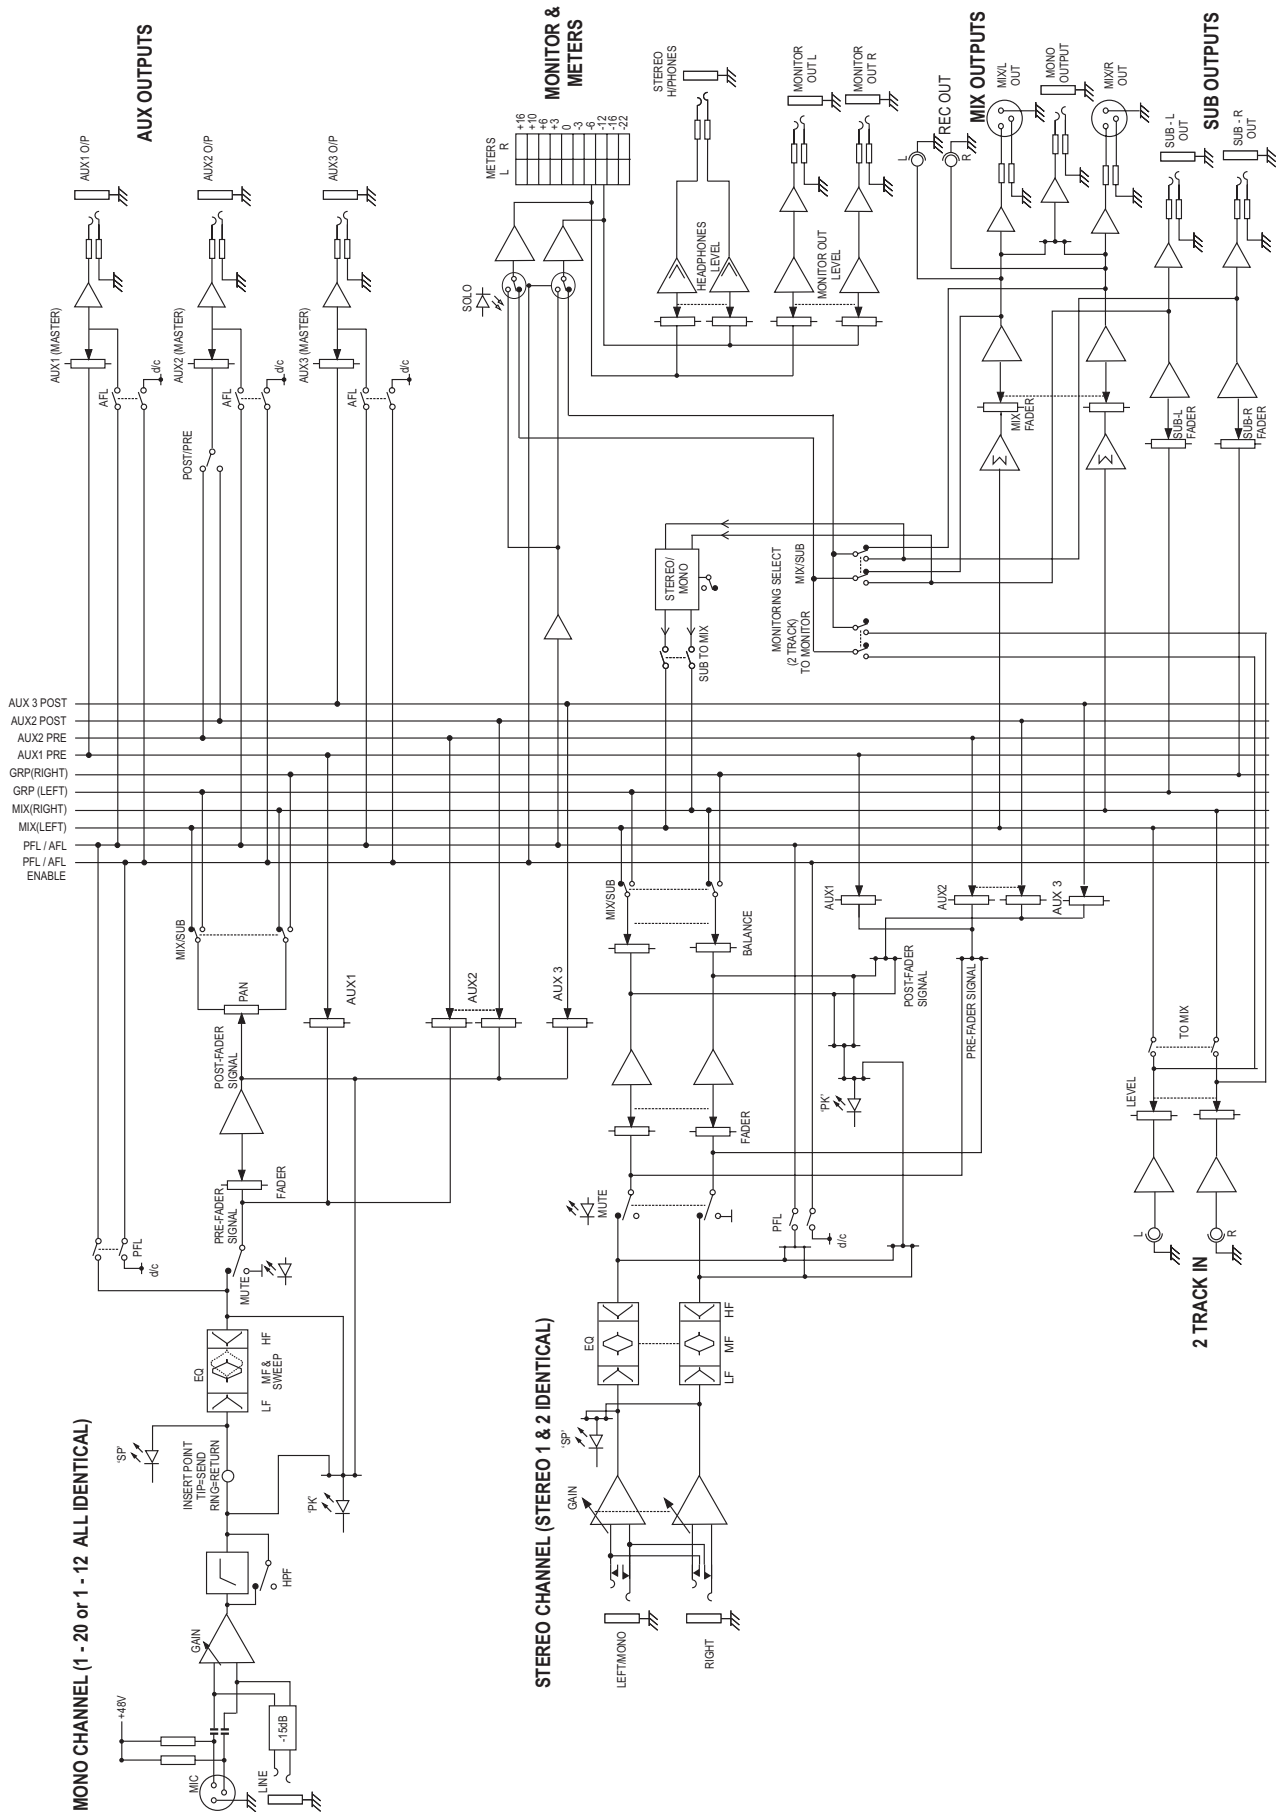 AUX OUTPUTS
AUX1 O/P
AUX2 O/P
AUX3 O/P
AUX1 (MASTER)
AUX2 (MASTER)
AUX3 (MASTER)
AFL
d/c
AFL
d/c
AFL
d/c
POST/PRE
MONITOR &
METERS
METERS
L R
+16
+10
+6
+3
0
-3
-6
-12
-16
-22
SOLO
STEREO
H/PHONES
HEADPHONES
LEVEL
MONITOR
OUT L
MONITOR
OUT R
MONITOR OUT
LEVEL
REC OUT
L
R
MIX OUTPUTS
MIX/L
OUT
MONO
OUTPUT
MIX/R
OUT
MIX
FADER
SUB OUTPUTS
SUB - L
OUT
SUB - R
OUT
SUB-L
FADER
SUB-R
FADER
STEREO/
MONO
SUB TO MIX
MONITORING SELECT
(2 TRACK)
TO MONITOR
MIX/SUB
AUX 3 POST
AUX2 POST
AUX2 PRE
AUX1 PRE
GRP(RIGHT)
GRP (LEFT)
MIX(RIGHT)
MIX(LEFT)
PFL / AFL
PFL / AFL
ENABLE
MONO CHANNEL (1 - 20 or 1 - 12 ALL IDENTICAL)
+48V
MIC
LINE
-15dB
GAIN
HPF
INSERT POINT
TIP=SEND
RING=RETURN
'SP'
'PK'
EQ
LF
MF &
SWEEP
HF
MUTE
PFL
d/c
PRE-FADER
SIGNAL
FADER
POST-FADER
SIGNAL
PAN
MIX/SUB
AUX1
AUX2
AUX 3
STEREO CHANNEL (STEREO 1 & 2 IDENTICAL)
LEFT/MONO
RIGHT
GAIN
'SP'
EQ
LF
MF
HF
MUTE
PFL
d/c
FADER
'PK'
BALANCE
MIX/SUB
POST-FADER
SIGNAL
PRE-FADER SIGNAL
AUX1
AUX2
AUX 3
2 TRACK IN
L
R
LEVEL
TO MIX